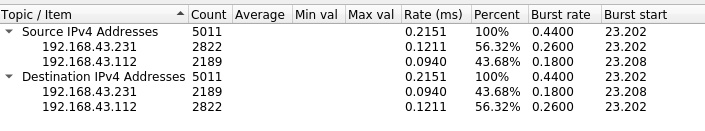 Topic / Item Count Average Min val Max val Rate (ms) Percent Burst rate Burst start
Source IPv4 Addresses 5011 0.2151 100% 0.4400 23.202
192.168.43.231 2822 0.1211 56.32% 0.2600 23.202
192.168.43.112 2189 0.0940 43.68% 0.1800 23.208
Destination IPv4 Addresses 5011 0.2151 100% 0.4400 23.202
192.168.43.231 2189 0.0940 43.68% 0.1800 23.208
192.168.43.112 2822 0.1211 56.32% 0.2600 23.202